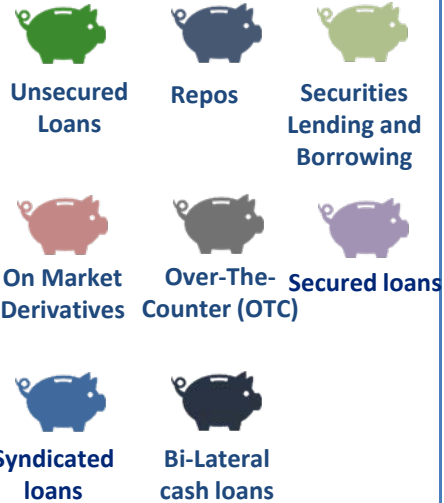 Unsecured
Loans
Repos
Securities
Lending and
Borrowing
On Market
Derivatives
Over-The-
Counter (OTC)
Secured loans
Syndicated
loans
Bi-Lateral
cash loans